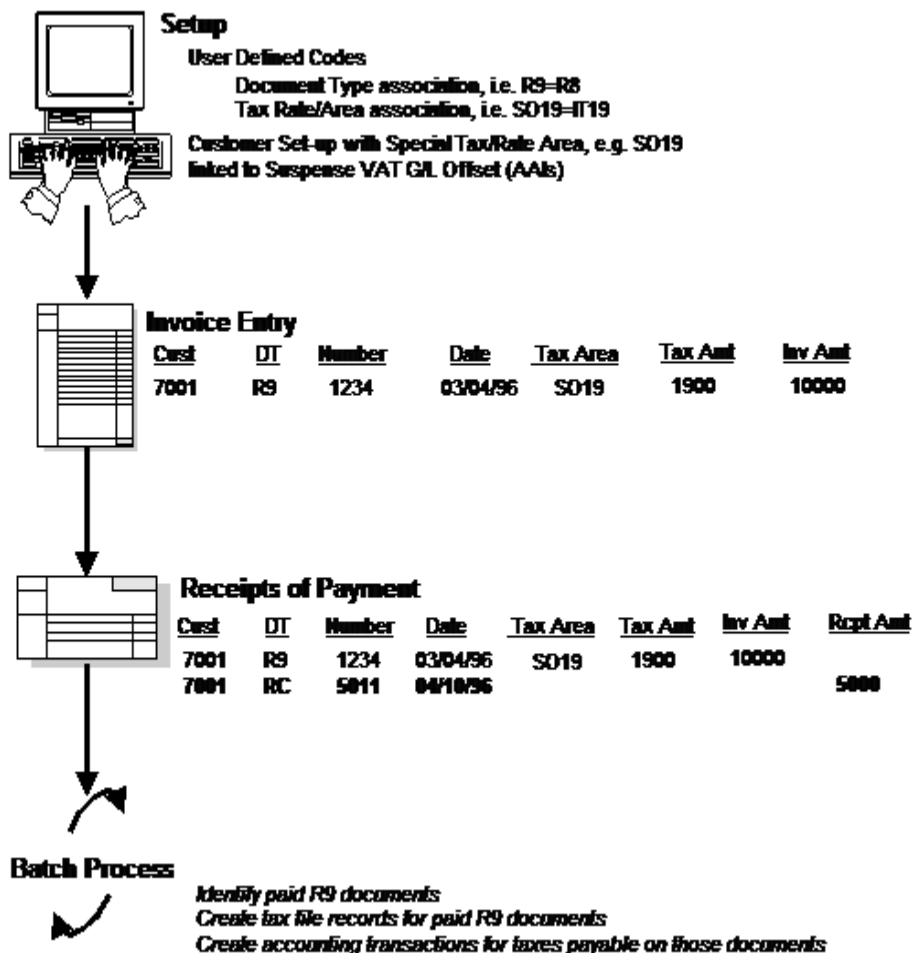 Setup
User Defined Codes
Document Type association, i.e. R9=R8
Tax Rate/Area association, i.e. SO19=IT19
Customer Set-up with Special Tax/Rate Area, e.g. SO19
linked to Suspense VAT G/L Offset (AAIs)
Invoice Entry
Cust DT Number Date Tax Area Tax Amt Inv Amt
7001 R9 1234 03/04/96 SO19 1900 10000
Receipts of Payment
Cust DT Number Date Tax Area Tax Amt Inv Amt Rcpt Amt
7001 R9 1234 03/04/96 SO19 1900 10000
7001 RC 5011 04/10/96 5000
Batch Process
Identify paid R9 documents
Create tax file records for paid R9 documents
Create accounting transactions for taxes payable on those documents